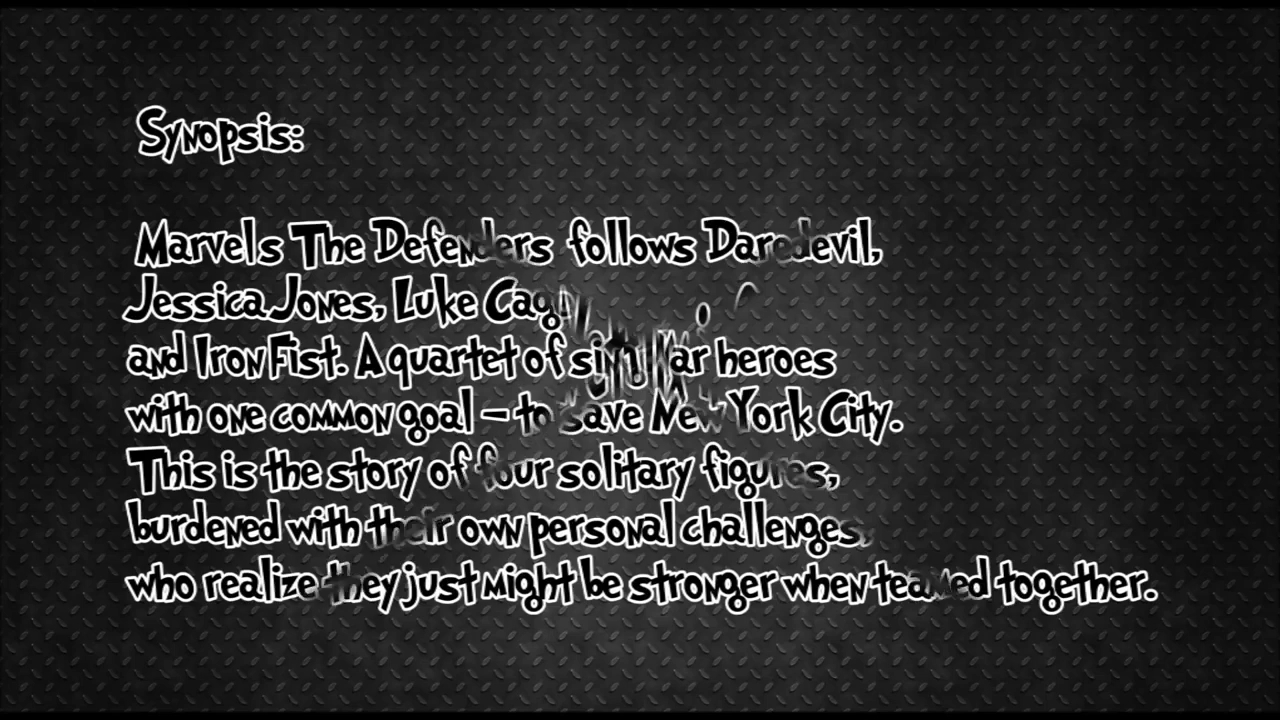 Synopsis:
Marvels The Defenders follows Daredevil,
Jessica Jones, Luke Cage
and Iron Fist. A quartet of similar heroes
with one common goal – to save New York City.
This is the story of four solitary figures,
burdened with their own personal challenges,
who realize they just might be stronger when teamed together.